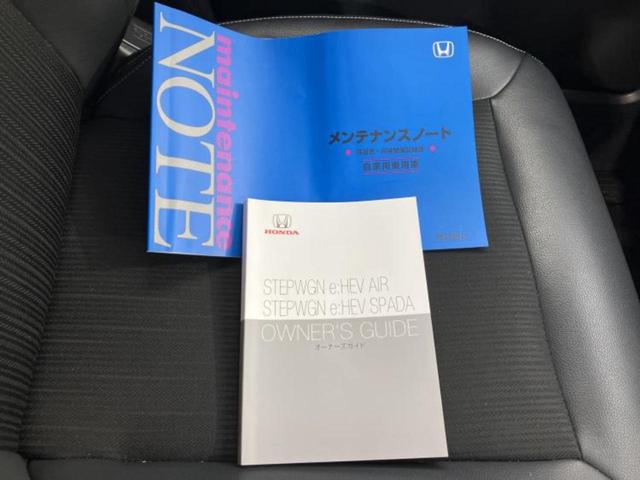 maintenance
NOTE
メンテナンスノート
自家用乗用車
HONDA
STEPWGN e:HEV AIR
STEPWGN e:HEV SPADA
OWNER'S GUIDE
オーナーズガイド